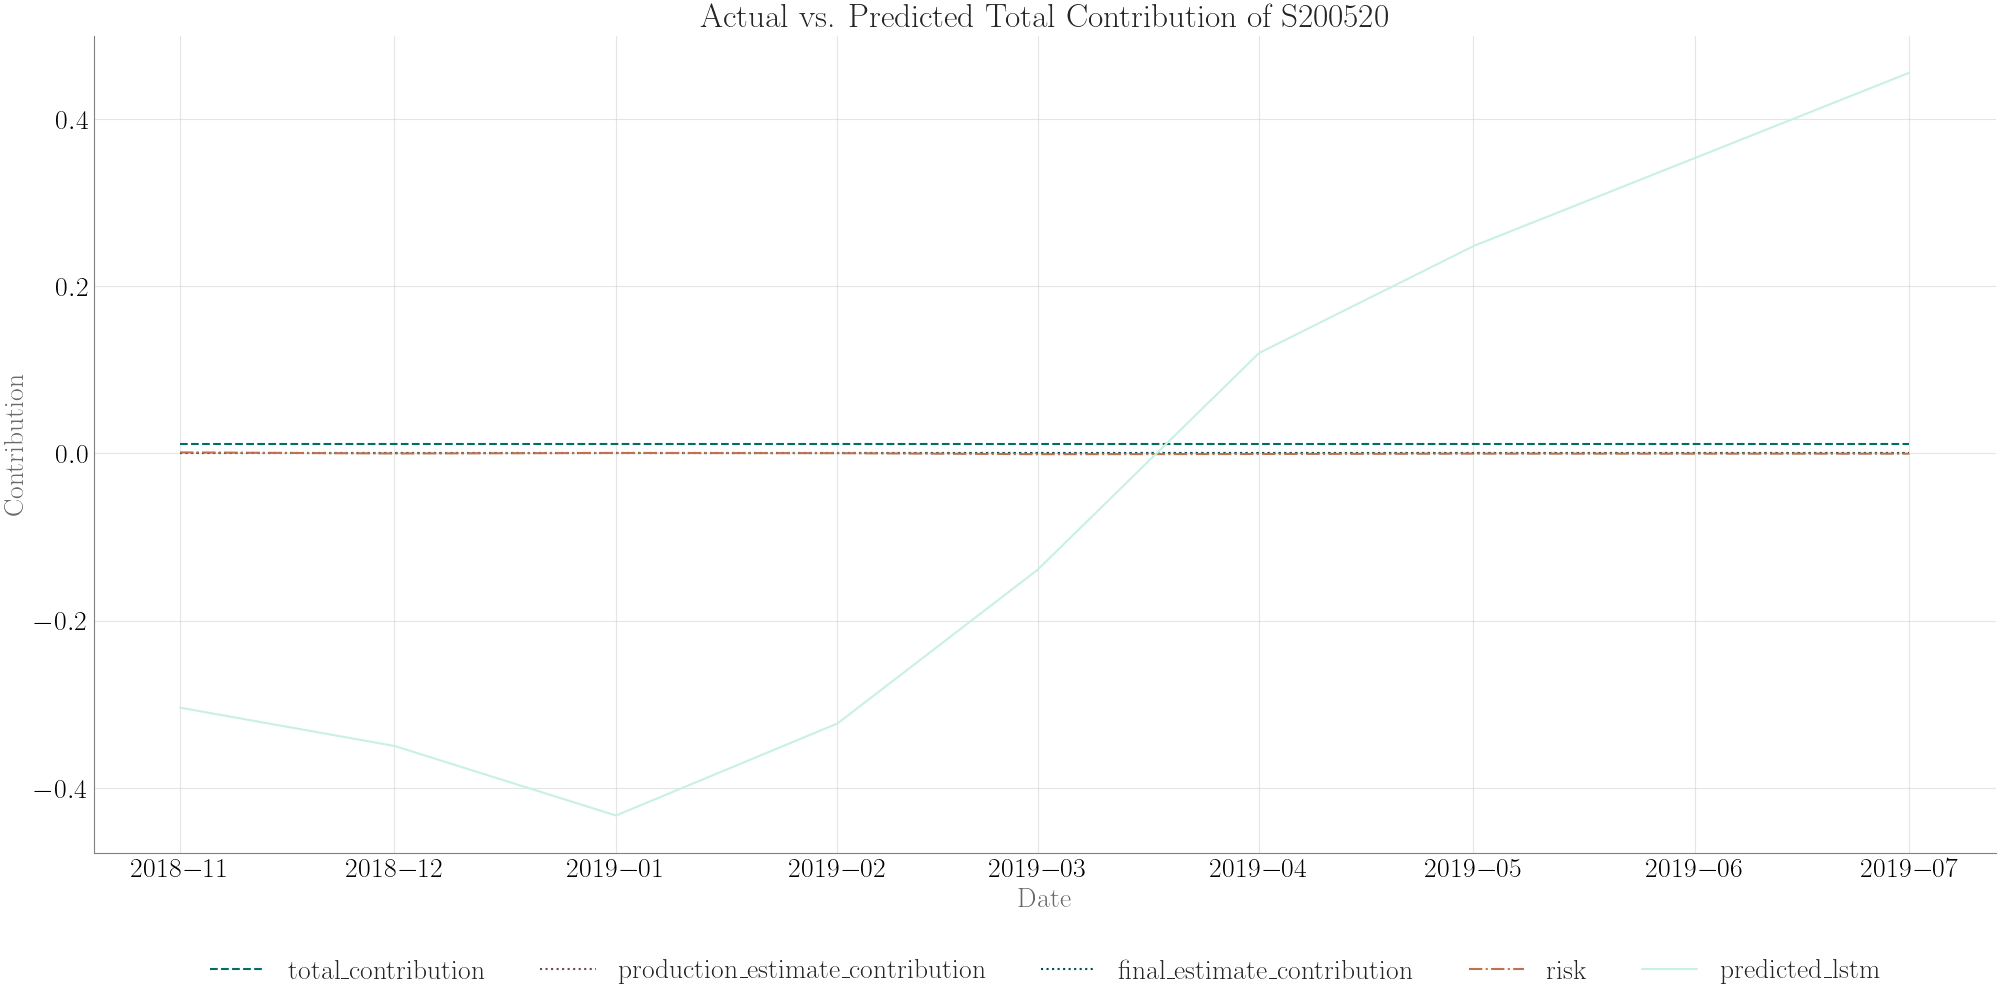 Actual vs. Predicted Total Contribution of S200520
0.4
0.2
0.0
−0.2
−0.4
Contribution
2018−11 2018−12 2019−01 2019−02 2019−03 2019−04 2019−05 2019−06 2019−07
Date
total_contribution production_estimate_contribution final_estimate_contribution risk predicted_lstm